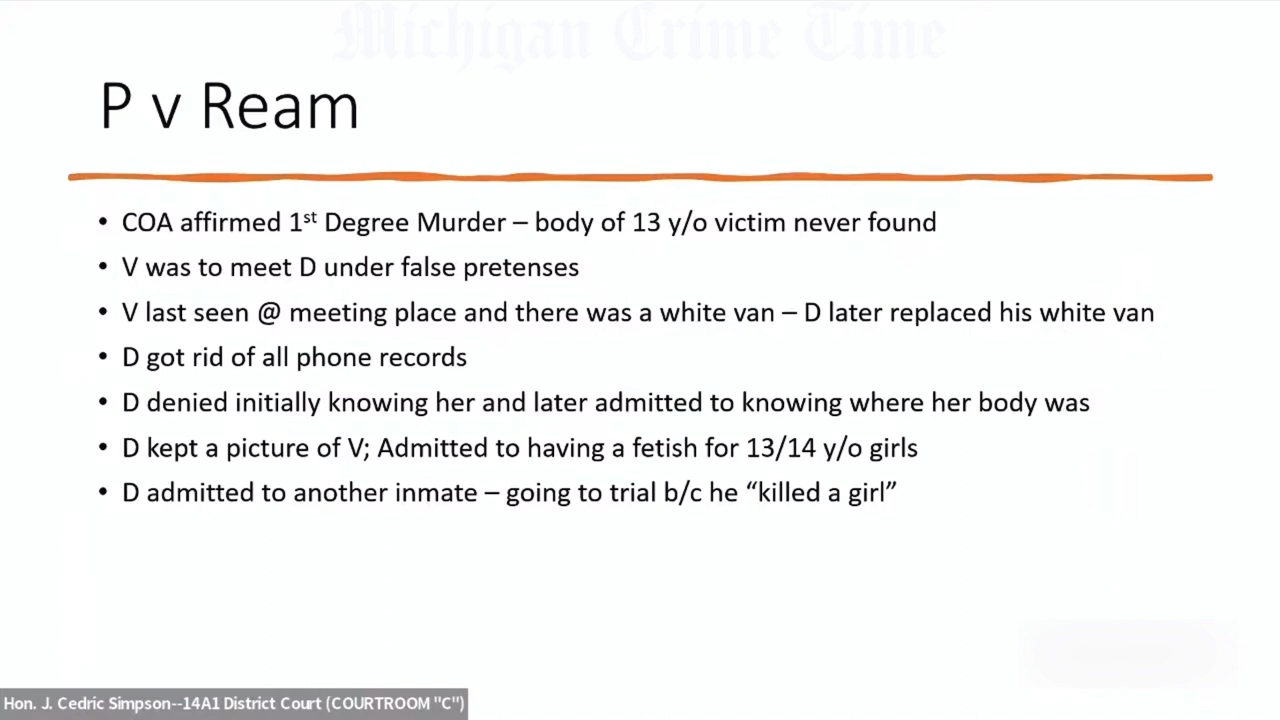 Michigan Crime Time
P v Ream
• COA affirmed 1st Degree Murder – body of 13 y/o victim never found
• V was to meet D under false pretenses
• V last seen @ meeting place and there was a white van – D later replaced his white van
• D got rid of all phone records
• D denied initially knowing her and later admitted to knowing where her body was
• D kept a picture of V; Admitted to having a fetish for 13/14 y/o girls
• D admitted to another inmate – going to trial b/c he “killed a girl”
Hon. J. Cedric Simpson--14A1 District Court (COURTROOM "C")